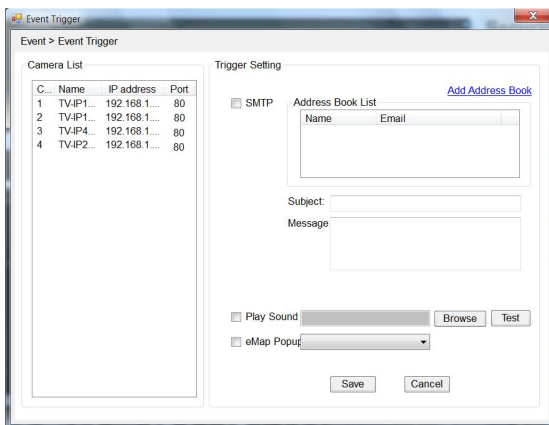 Event Trigger
Event > Event Trigger
Camera List
C... Name IP address Port
1 TV-IP1... 192.168.1.... 80
2 TV-IP1... 192.168.1.... 80
3 TV-IP4... 192.168.1.... 80
4 TV-IP2... 192.168.1.... 80
Trigger Setting
Add Address Book
SMTP
Address Book List
Name Email
Subject:
Message
Play Sound Browse Test
eMap Popup
Save Cancel